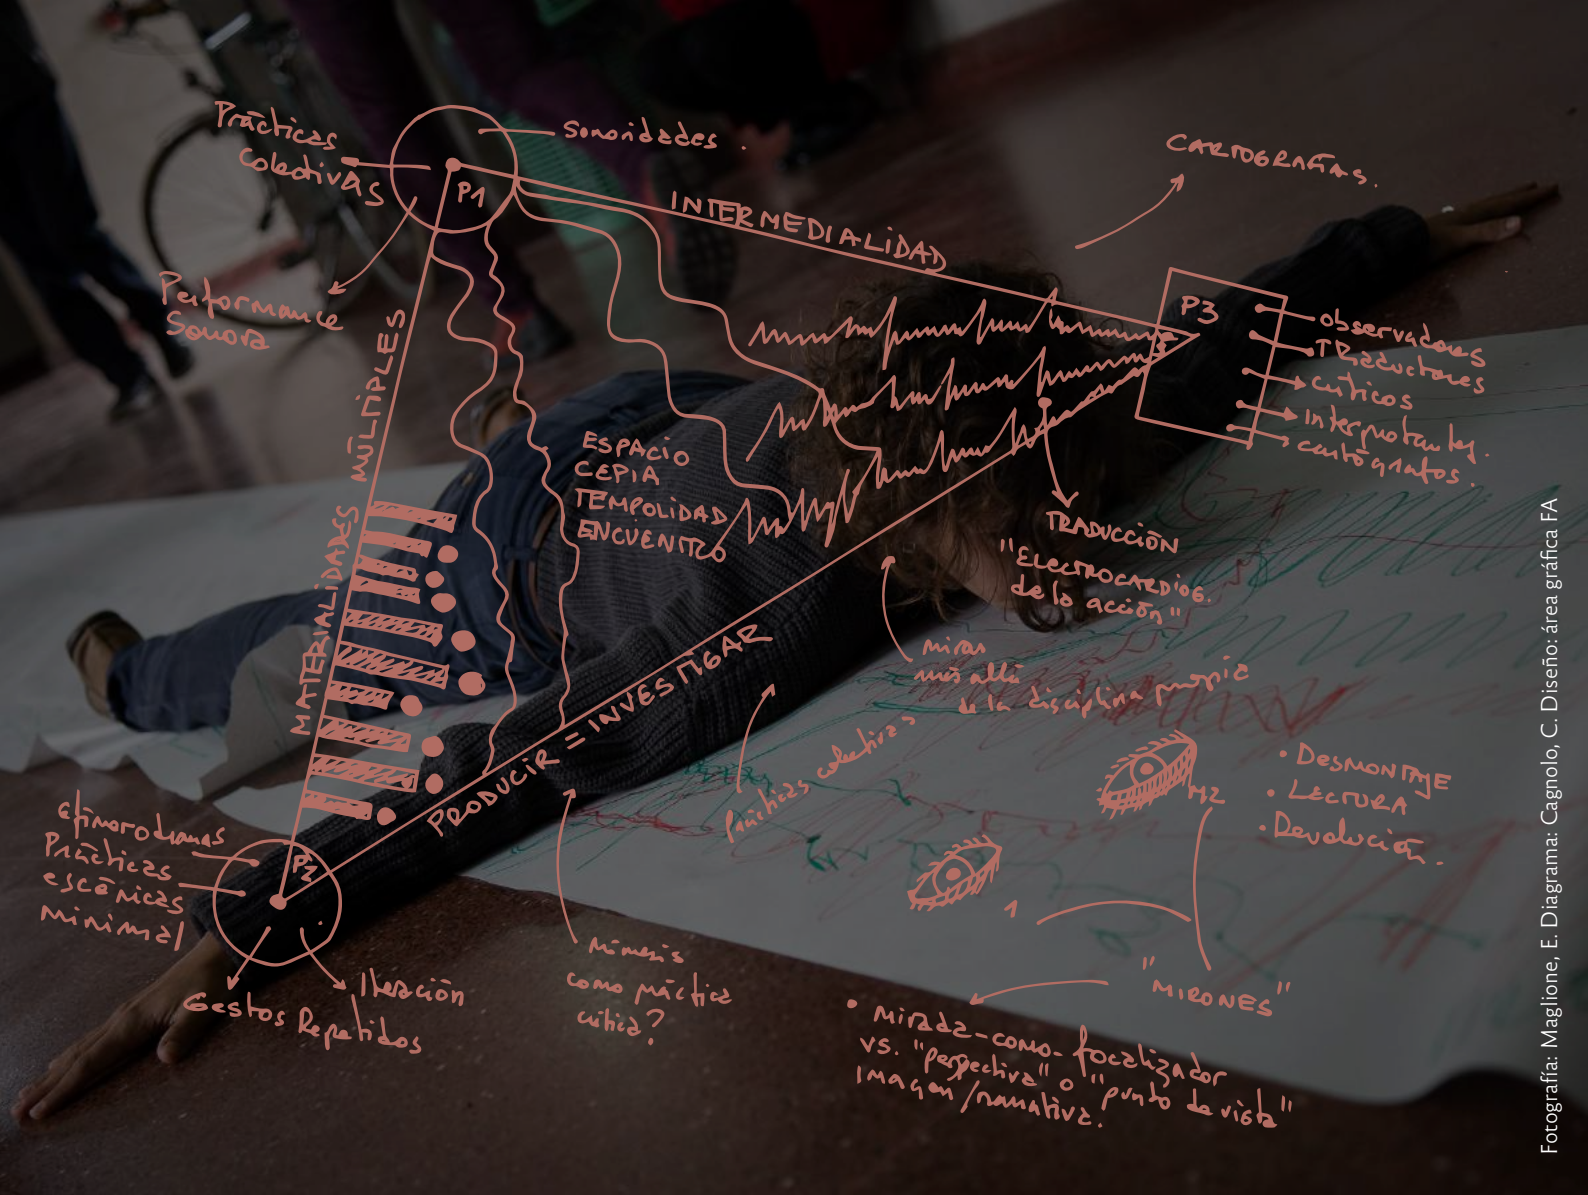 Prácticas
Colectivas
Sonoridades.
P1
Performance
Sonora
INTERMEDIALIDAD
CARTOGRAFÍAS.
P3
observadores
TRaductores
críticos
Interpretantes.
cartógrafos.
MATERIALIDADES MÚLTIPLES
ESPACIO
CEPIA
TEMPOLIDAD
ENCUENTRO
TRADUCCIÓN
"ELECTROCARDIOG.
de la acción"
mirar
más allá
de la disciplina propia
PRODUCIR = INVESTIGAR
Prácticas colectivas
M2
• DESMONTAJE
• LECTURA
• Devolución.
1
"MIRONES"
• Mirada-como-focalizador
vs. "perspectiva" o "punto de vista"
Imagen/narrativa.
efímerodramas
Prácticas
escénicas
minimal
P2
Iteración
Gestos Repetidos
Mímesis
como práctica
crítica?
Fotografía: Maglione, E. Diagrama: Cagnolo, C. Diseño: área gráfica FA